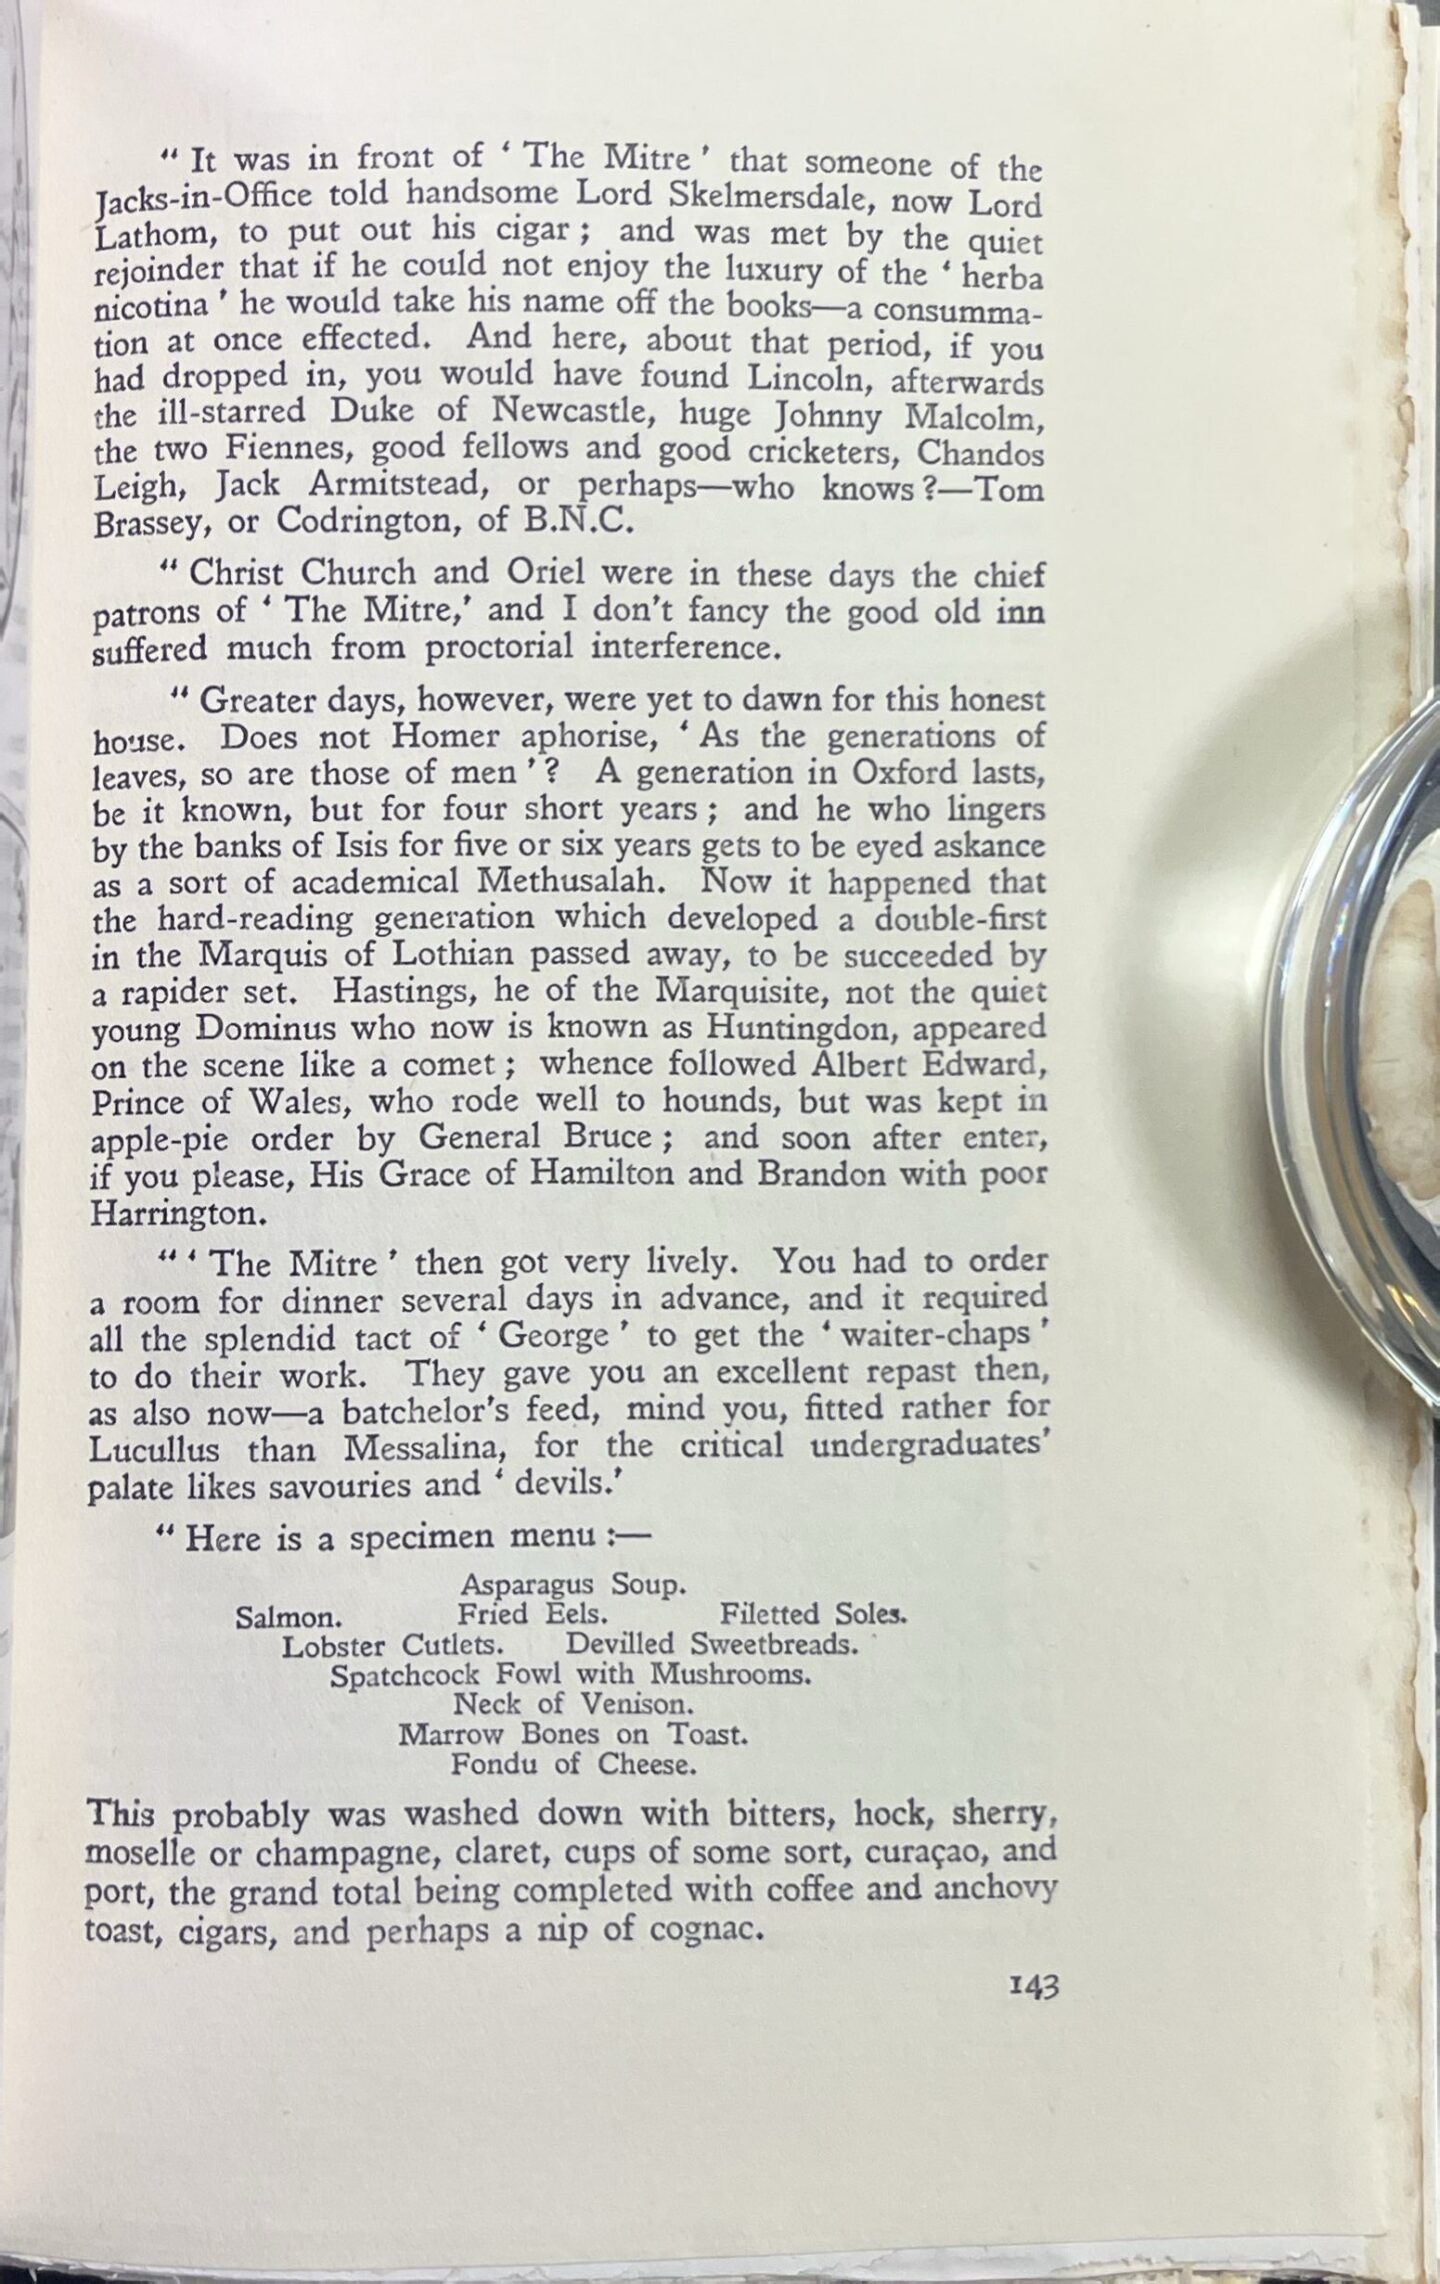 “ It was in front of ‘ The Mitre ’ that someone of the
Jacks-in-Office told handsome Lord Skelmersdale, now Lord
Lathom, to put out his cigar ; and was met by the quiet
rejoinder that if he could not enjoy the luxury of the ‘ herba
nicotina ’ he would take his name off the books—a consumma-
tion at once effected. And here, about that period, if you
had dropped in, you would have found Lincoln, afterwards
the ill-starred Duke of Newcastle, huge Johnny Malcolm,
the two Fiennes, good fellows and good cricketers, Chandos
Leigh, Jack Armitstead, or perhaps—who knows ?—Tom
Brassey, or Codrington, of B.N.C.
“ Christ Church and Oriel were in these days the chief
patrons of ‘ The Mitre,’ and I don’t fancy the good old inn
suffered much from proctorial interference.
“ Greater days, however, were yet to dawn for this honest
house. Does not Homer aphorise, ‘ As the generations of
leaves, so are those of men ’? A generation in Oxford lasts,
be it known, but for four short years ; and he who lingers
by the banks of Isis for five or six years gets to be eyed askance
as a sort of academical Methusalah. Now it happened that
the hard-reading generation which developed a double-first
in the Marquis of Lothian passed away, to be succeeded by
a rapider set. Hastings, he of the Marquisite, not the quiet
young Dominus who now is known as Huntingdon, appeared
on the scene like a comet ; whence followed Albert Edward,
Prince of Wales, who rode well to hounds, but was kept in
apple-pie order by General Bruce ; and soon after enter,
if you please, His Grace of Hamilton and Brandon with poor
Harrington.
“ ‘ The Mitre ’ then got very lively. You had to order
a room for dinner several days in advance, and it required
all the splendid tact of ‘ George ’ to get the ‘ waiter-chaps ’
to do their work. They gave you an excellent repast then,
as also now—a batchelor’s feed, mind you, fitted rather for
Lucullus than Messalina, for the critical undergraduates’
palate likes savouries and ‘ devils.’
“ Here is a specimen menu :—
Asparagus Soup.
Salmon. Fried Eels. Filetted Soles.
Lobster Cutlets. Devilled Sweetbreads.
Spatchcock Fowl with Mushrooms.
Neck of Venison.
Marrow Bones on Toast.
Fondu of Cheese.
This probably was washed down with bitters, hock, sherry,
moselle or champagne, claret, cups of some sort, curaçao, and
port, the grand total being completed with coffee and anchovy
toast, cigars, and perhaps a nip of cognac.
143